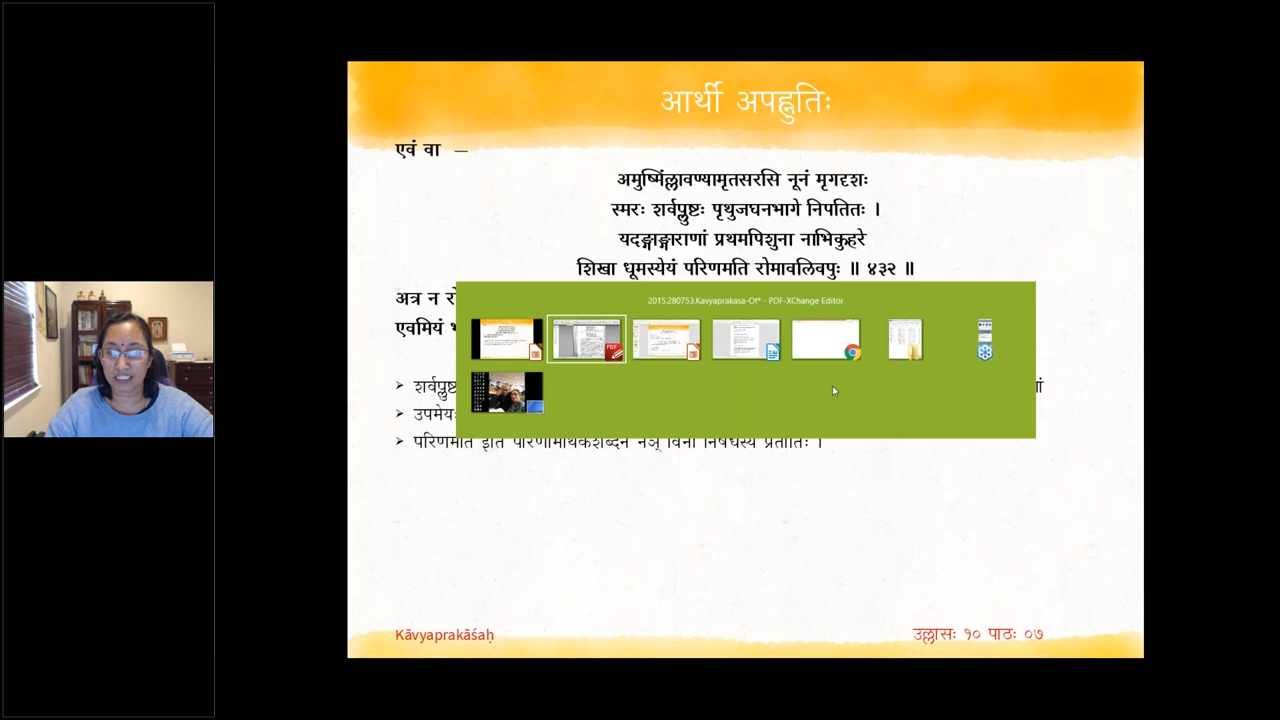 आर्थी अपह्नुतिः
एवं वा —
अमुष्मिंल्लावण्यामृतसरसि नूनं मृगदृशः
स्मरः शर्वप्लुष्टः पृथुजघनभागे निपतितः ।
यदङ्गाङ्गाराणां प्रथमपिशुना नाभिकुहरे
शिखा धूमस्येयं परिणमति रोमावलिवपुः ॥ ४३२ ॥
अत्र न
2015.280753.Kavyaprakasa-Of* - PDF-XChange Editor
एवमियं
शर्वप्लुष्ट
परिणमति इति परिणामार्थकशब्देन नञ् विना निषेधस्य प्रतीतिः ।
Kāvyaprakāśaḥ
उल्लासः १० पाठः ०७